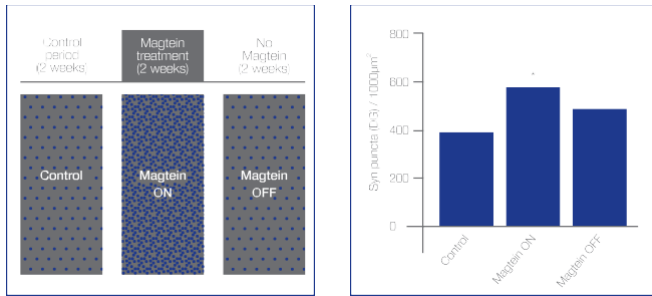 Control
period
(2 weeks)
Magtein
treatment
(2 weeks)
No
Magtein
(2 weeks)
Control
Magtein
ON
Magtein
OFF
Syn puncta (DG) / 1000µm²
800
600
400
200
0
Control
Magtein ON
Magtein OFF